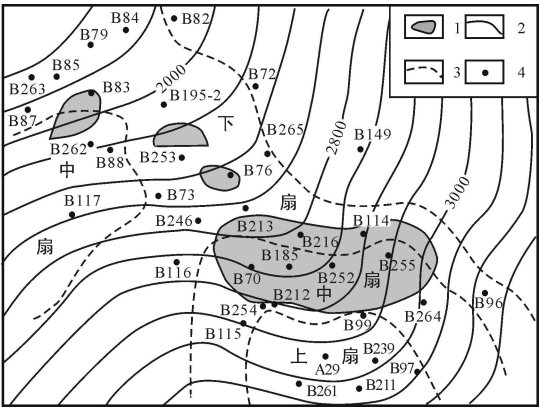 B84
B82
B79
1
2
B85
2000
B72
3
4
B263
B83
B195-2
B87
下
B265
2800
B149
B262
B88
B253
中
B76
3000
B73
B117
扇
B246
B213
B114
扇
B216
B185
B116
B70
B252
扇
B255
中
B212
B96
B254
B264
B99
B115
上
扇
B239
A29
B97
B261
B211